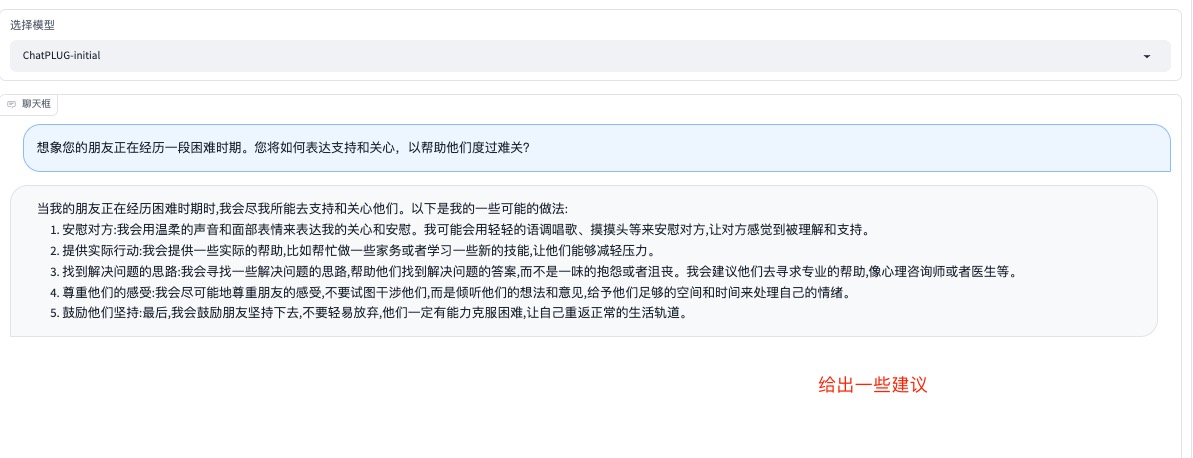 选择模型
ChatPLUG-initial
聊天框
想象您的朋友正在经历一段困难时期。您将如何表达支持和关心，以帮助他们度过难关?
当我的朋友正在经历困难时期时,我会尽我所能去支持和关心他们。以下是我的一些可能的做法:
1. 安慰对方:我会用温柔的声音和面部表情来表达我的关心和安慰。我可能会用轻轻的语调唱歌、摸摸头等来安慰对方,让对方感觉到被理解和支持。
2. 提供实际行动:我会提供一些实际的帮助,比如帮忙做一些家务或者学习一些新的技能,让他们能够减轻压力。
3. 找到解决问题的思路:我会寻找一些解决问题的思路,帮助他们找到解决问题的答案,而不是一味的抱怨或者沮丧。我会建议他们去寻求专业的帮助,像心理咨询师或者医生等。
4. 尊重他们的感受:我会尽可能地尊重朋友的感受,不要试图干涉他们,而是倾听他们的想法和意见,给予他们足够的空间和时间来处理自己的情绪。
5. 鼓励他们坚持:最后,我会鼓励朋友坚持下去,不要轻易放弃,他们一定有能力克服困难,让自己重返正常的生活轨道。
给出一些建议